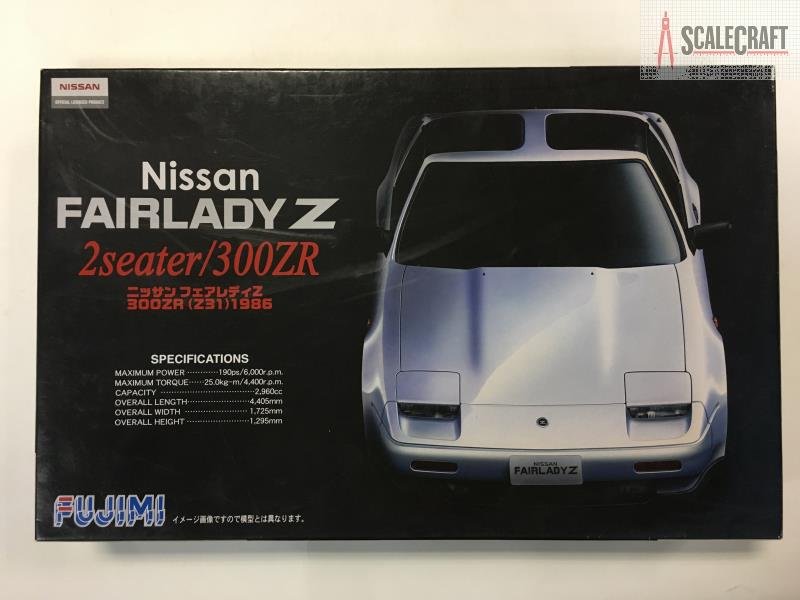 SCALECRAFT
NISSAN
OFFICIAL LICENSED PRODUCT
Nissan
FAIRLADY Z
2seater/300ZR
ニッサン フェアレディZ
300ZR (Z31) 1986
SPECIFICATIONS
MAXIMUM POWER ············190ps/6,000r.p.m.
MAXIMUM TORQUE······25.0kg-m/4,400r.p.m.
CAPACITY ·······························2,960cc
OVERALL LENGTH······················4,405mm
OVERALL WIDTH ······················1,725mm
OVERALL HEIGHT ·····················1,295mm
NISSAN
FAIRLADY Z
FUJIMI イメージ画像ですので模型とは異なります。